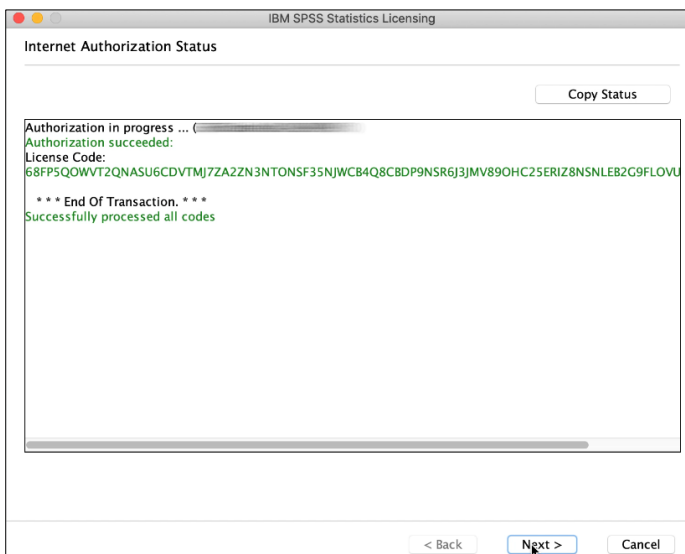 IBM SPSS Statistics Licensing
Internet Authorization Status
Copy Status
Authorization in progress ... (
Authorization succeeded:
License Code:
68FP5QOWVT2QNASU6CDVTMJ7ZA2ZN3NTONSF35NJWCB4Q8CBDP9NSR6J3JMV89OHC25ERIZ8NSNLEB2G9FLOVU
* * * End Of Transaction. * * *
Successfully processed all codes
< Back
Next >
Cancel